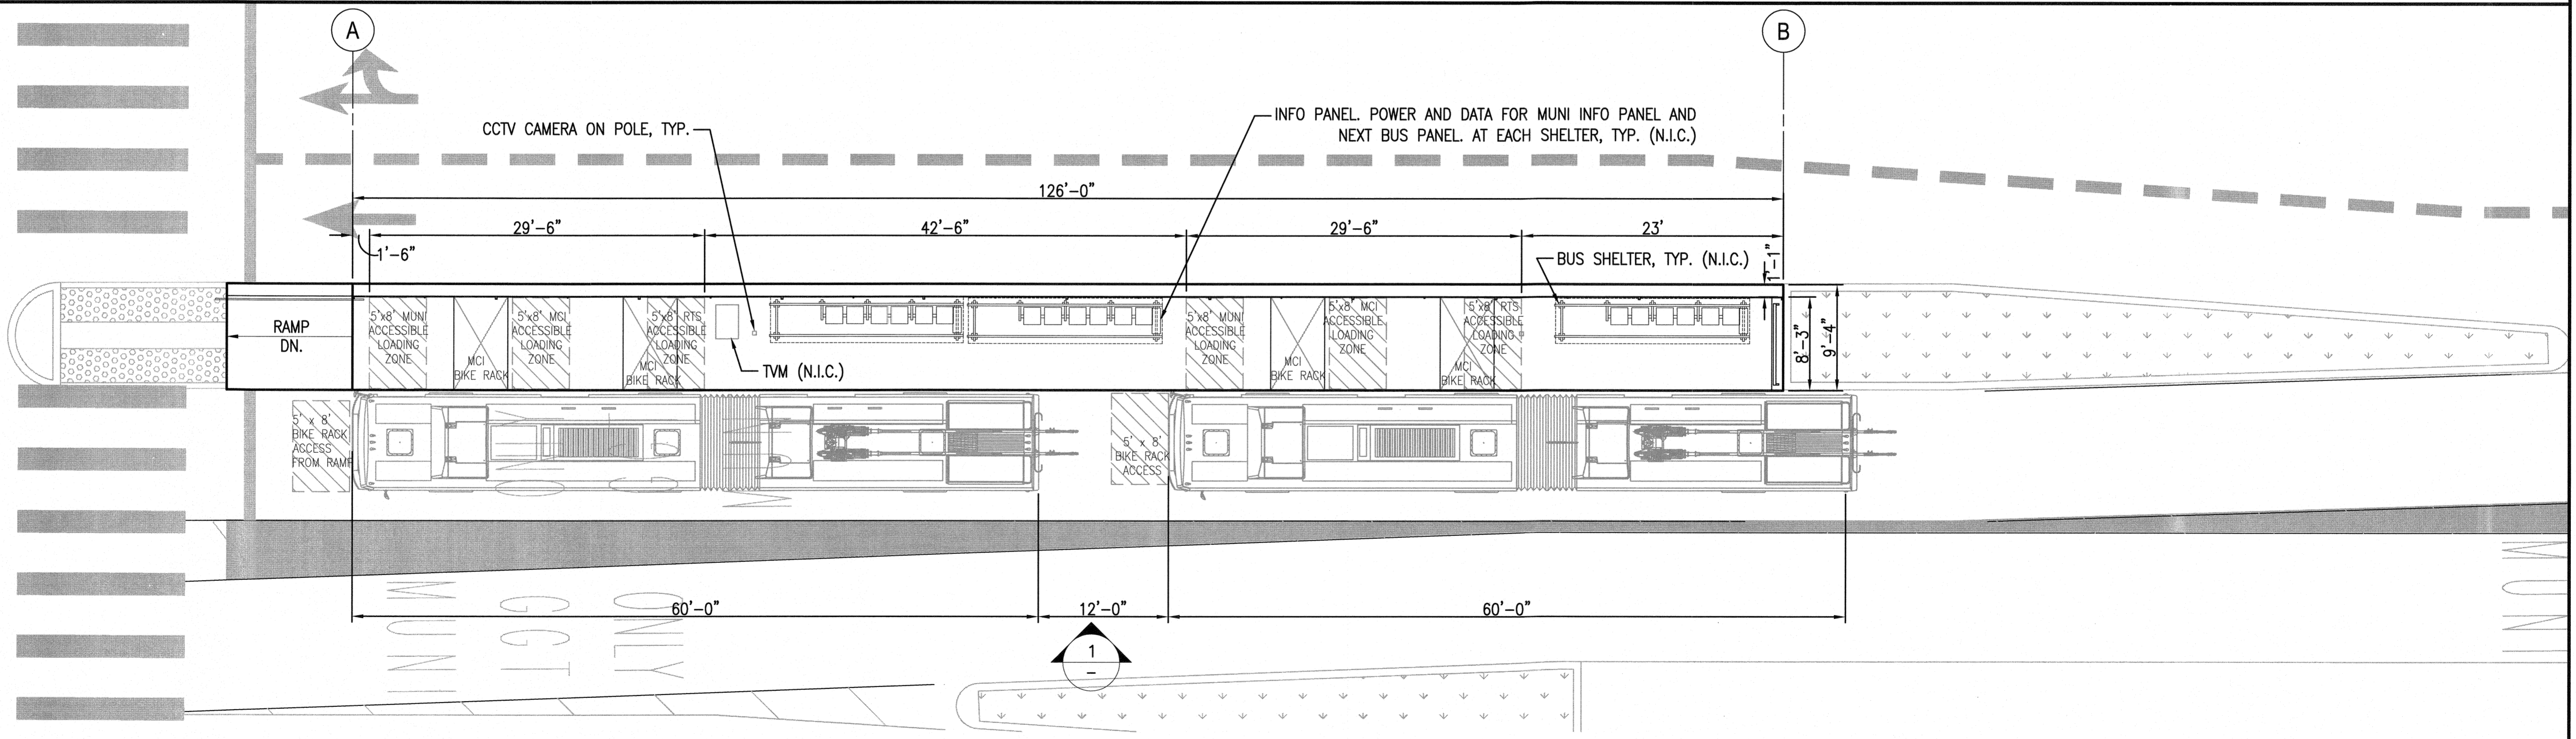 A
B
CCTV CAMERA ON POLE, TYP.
INFO PANEL. POWER AND DATA FOR MUNI INFO PANEL AND
NEXT BUS PANEL. AT EACH SHELTER, TYP. (N.I.C.)
126'-0"
29'-6"
42'-6"
29'-6"
23'
1'-6"
BUS SHELTER, TYP. (N.I.C.)
1'-1"
RAMP
DN.
5'x8' MUNI
ACCESSIBLE
LOADING
ZONE
MCI
BIKE RACK
5'x8' MCI
ACCESSIBLE
LOADING
ZONE
MCI
BIKE RACK
5'x8' RTS
ACCESSIBLE
LOADING
ZONE
TVM (N.I.C.)
5'x8' MUNI
ACCESSIBLE
LOADING
ZONE
MCI
BIKE RACK
5'x8' MCI
ACCESSIBLE
LOADING
ZONE
MCI
BIKE RACK
5'x8' RTS
ACCESSIBLE
LOADING
ZONE
8'-3"
9'-4"
5' x 8'
BIKE RACK
ACCESS
FROM RAMP
5' x 8'
BIKE RACK
ACCESS
60'-0"
12'-0"
60'-0"
1
-
MUNI
GGT
ONLY
MUNI